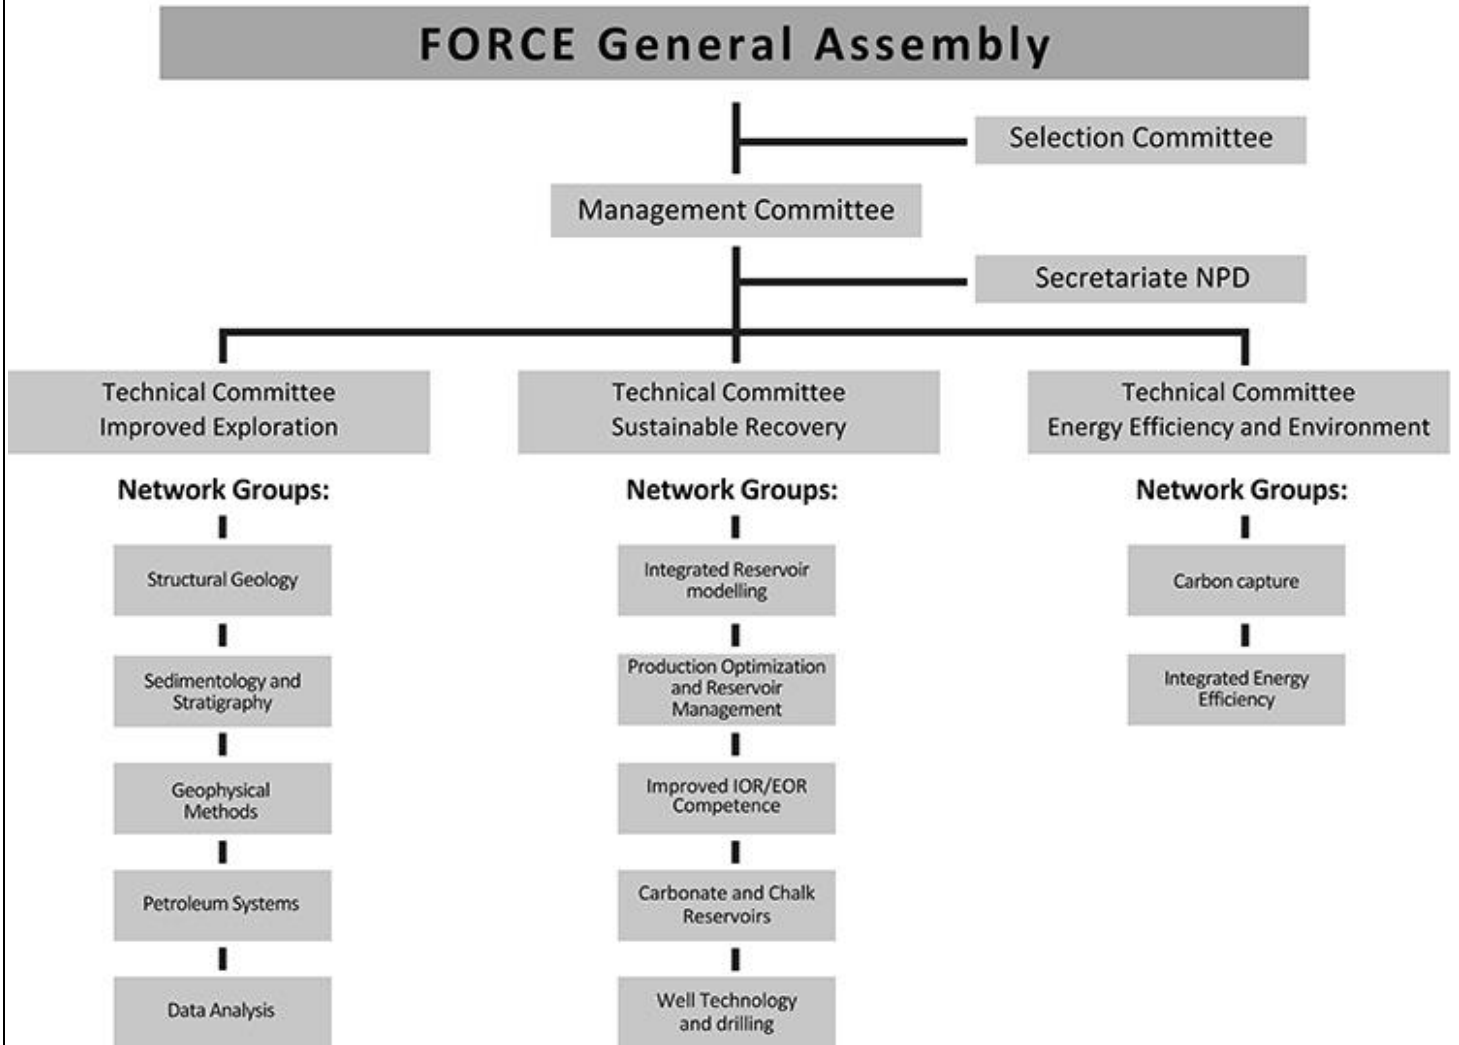 FORCE General Assembly
Selection Committee
Management Committee
Secretariate NPD
Technical Committee
Improved Exploration
Technical Committee
Sustainable Recovery
Technical Committee
Energy Efficiency and Environment
Network Groups:
Structural Geology
Sedimentology and
Stratigraphy
Geophysical
Methods
Petroleum Systems
Data Analysis
Network Groups:
Integrated Reservoir
modelling
Production Optimization
and Reservoir
Management
Improved IOR/EOR
Competence
Carbonate and Chalk
Reservoirs
Well Technology
and drilling
Network Groups:
Carbon capture
Integrated Energy
Efficiency